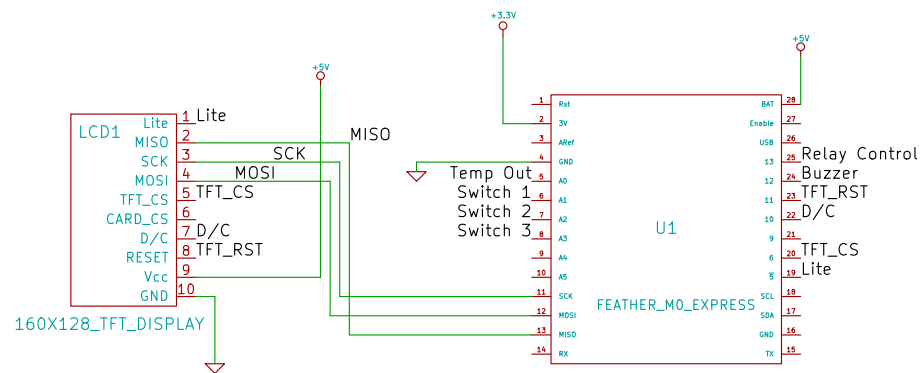 +3.3V
+5V
+5V
LCD1
Lite 1 Lite
MISO 2 MISO
SCK 3 SCK
MOSI 4 MOSI
TFT_CS 5 TFT_CS
CARD_CS 6
D/C 7 D/C
RESET 8 TFT_RST
Vcc 9
GND 10
160X128_TFT_DISPLAY
U1
FEATHER_M0_EXPRESS
1 Rst
2 3V
3 ARef
4 GND
Temp Out 5 A0
Switch 1 6 A1
Switch 2 7 A2
Switch 3 8 A3
9 A4
10 A5
11 SCK
12 MOSI
13 MISO
14 RX
BAT 28
Enable 27
USB 26
13 25 Relay Control
12 24 Buzzer
11 23 TFT_RST
10 22 D/C
9 21
6 20 TFT_CS
5 19 Lite
SCL 18
SDA 17
GND 16
TX 15